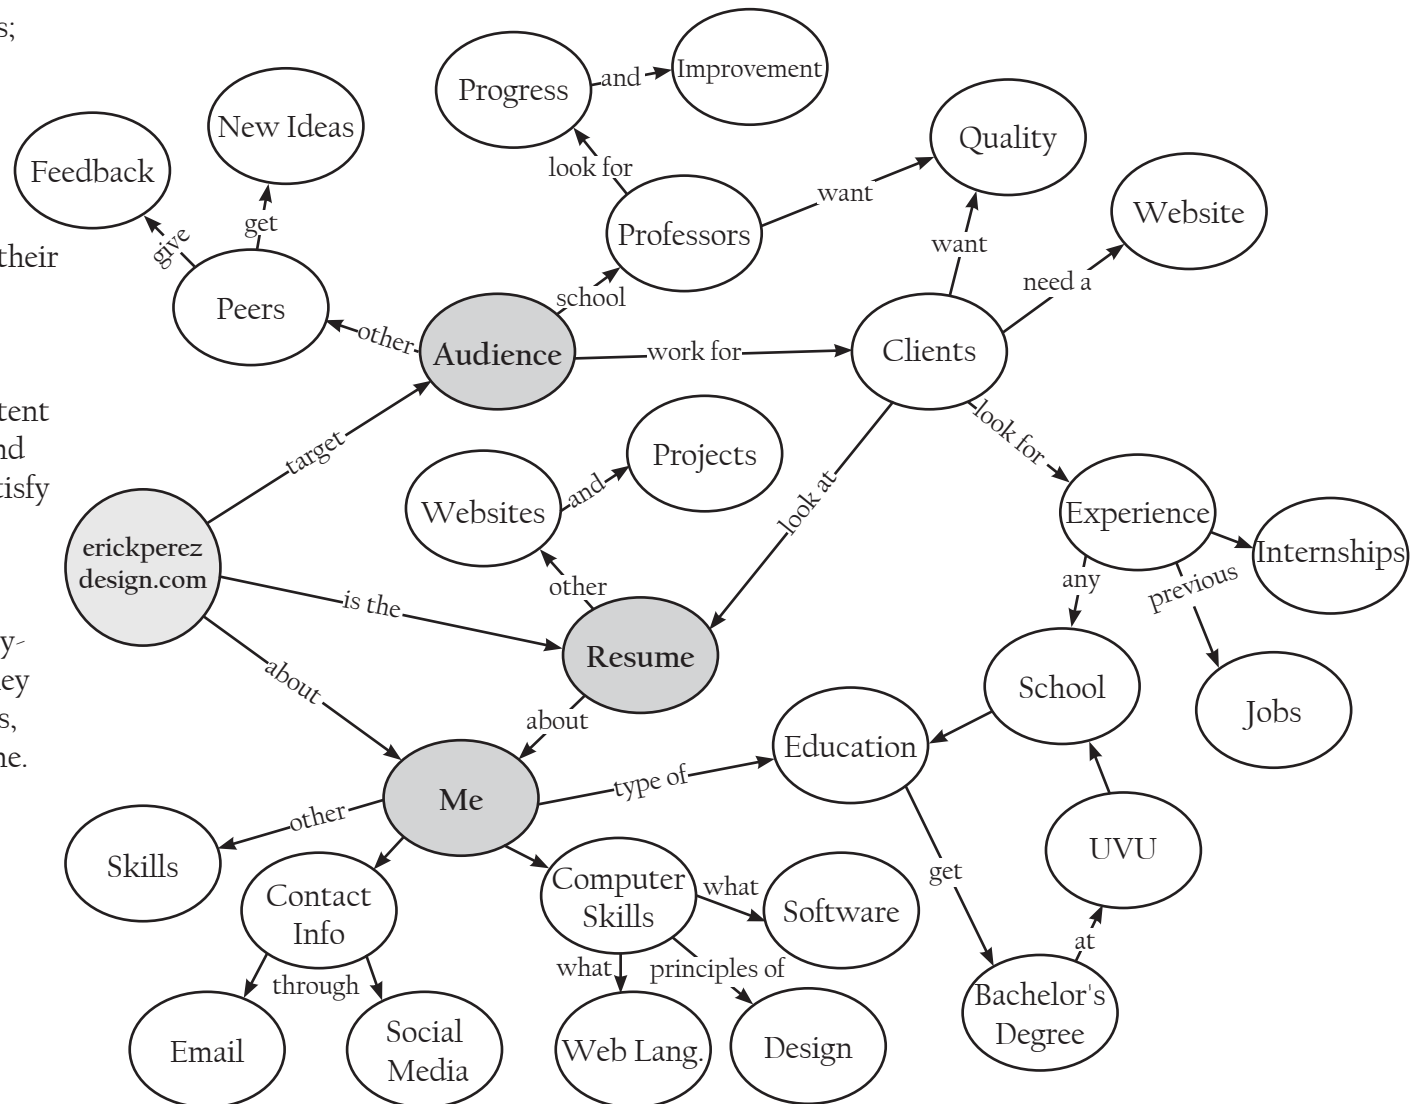 s;
their
tent
nd
tisfy
y-
ey
s,
ne.
Progress
and
Improvement
New Ideas
Feedback
Quality
look for
want
Website
get
give
Professors
want
need a
Peers
school
other
Audience
work for
Clients
target
look for
Projects
Websites
and
look at
erickperez
design.com
Experience
Internships
other
any
previous
is the
Resume
about
School
about
Jobs
Education
Me
type of
other
Skills
UVU
Contact
Info
Computer
Skills
what
Software
get
at
through
what
principles of
Bachelor's
Degree
Email
Social
Media
Web Lang.
Design